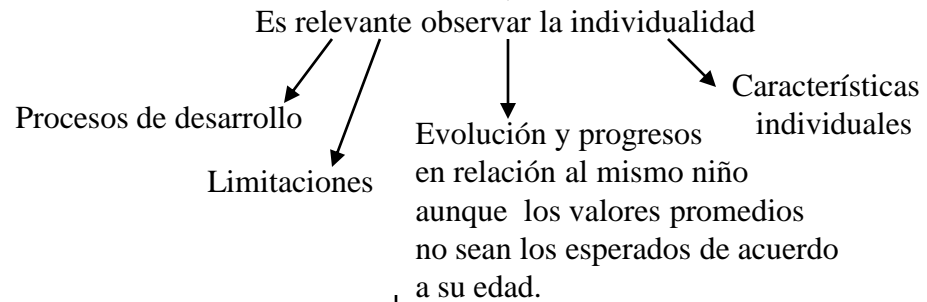 Es relevante observar la individualidad
Procesos de desarrollo
Limitaciones
Evolución y progresos
en relación al mismo niño
aunque los valores promedios
no sean los esperados de acuerdo
a su edad.
Características
individuales